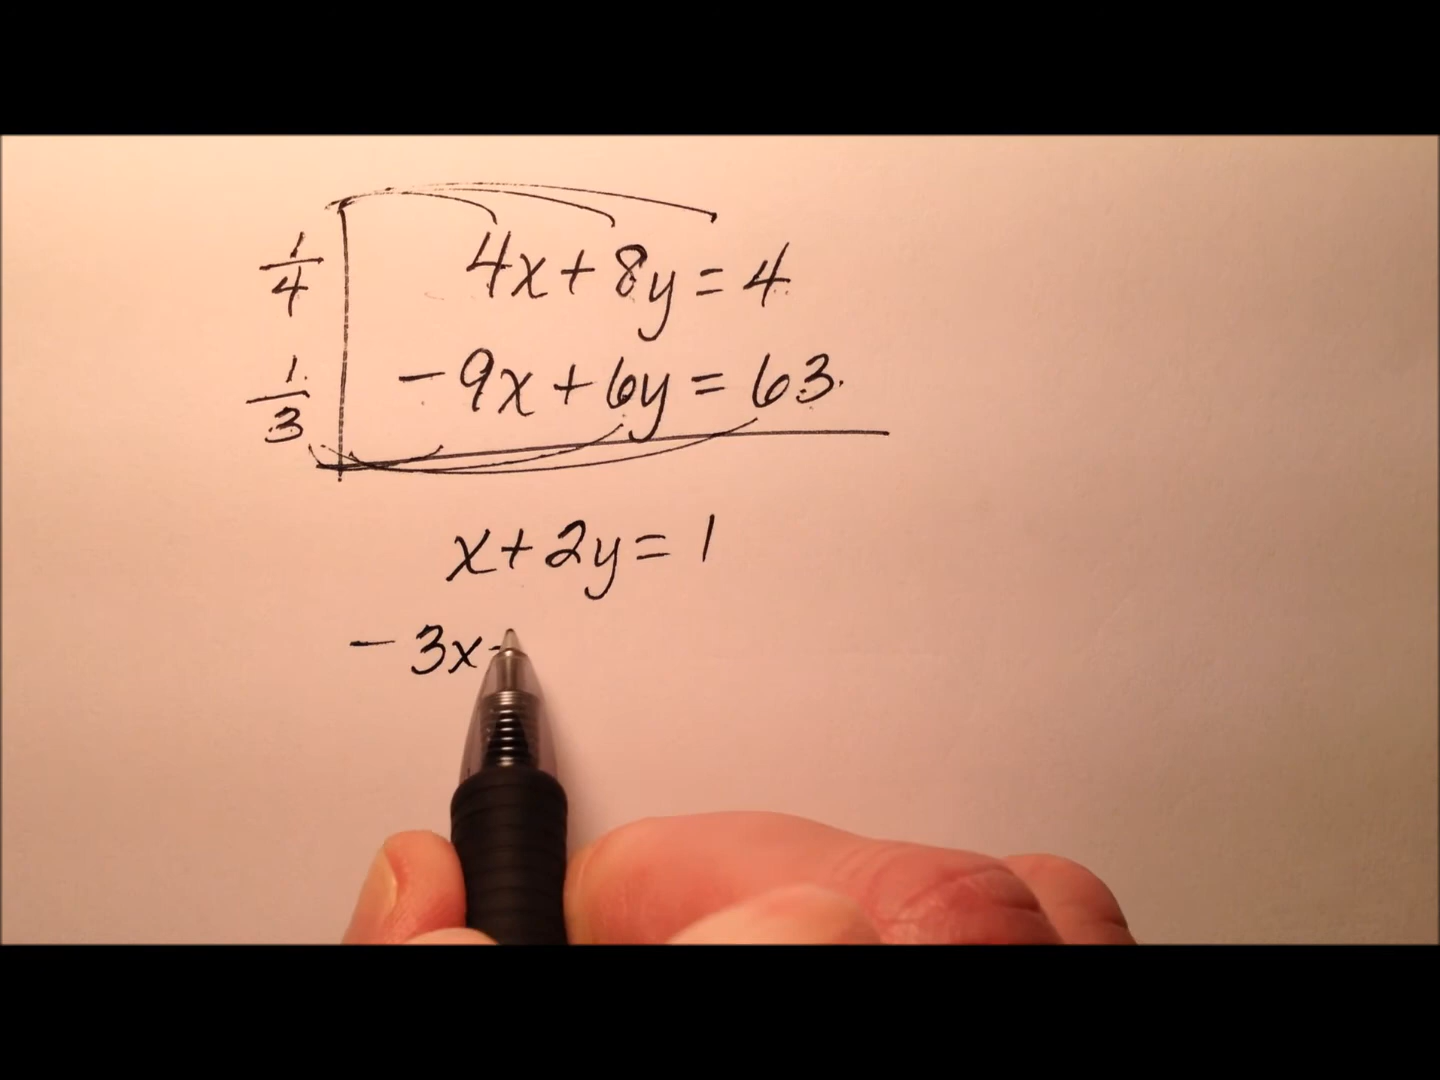 1/4 4x+8y=4
1/3 -9x+6y=63
x+2y=1
-3x